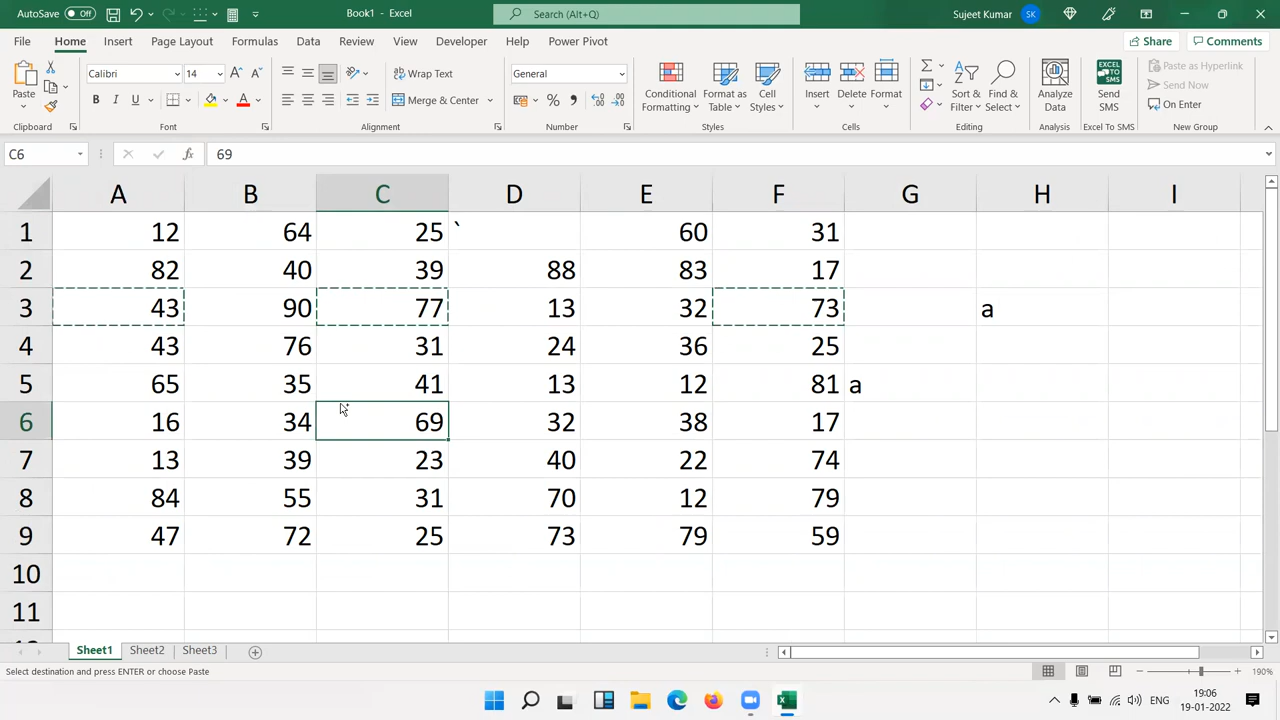 AutoSave Off Book1 - Excel Search (Alt+Q) Sujeet Kumar SK
File Home Insert Page Layout Formulas Data Review View Developer Help Power Pivot Share Comments
Paste Calibri 14 A A Wrap Text General Conditional Formatting Format as Table Cell Styles Insert Delete Format Sort & Filter Find & Select Analyze Data Send SMS Paste as Hyperlink
B I U A Merge & Center % , Send Now
On Enter
Clipboard Font Alignment Number Styles Cells Editing Analysis Excel To SMS New Group
C6 fx 69
A B C D E F G H I
1 12 64 25 ` 60 31
2 82 40 39 88 83 17
3 43 90 77 13 32 73 a
4 43 76 31 24 36 25
5 65 35 41 13 12 81 a
6 16 34 69 32 38 17
7 13 39 23 40 22 74
8 84 55 31 70 12 79
9 47 72 25 73 79 59
10
11
Sheet1 Sheet2 Sheet3
Select destination and press ENTER or choose Paste 190%
ENG 19:06
19-01-2022